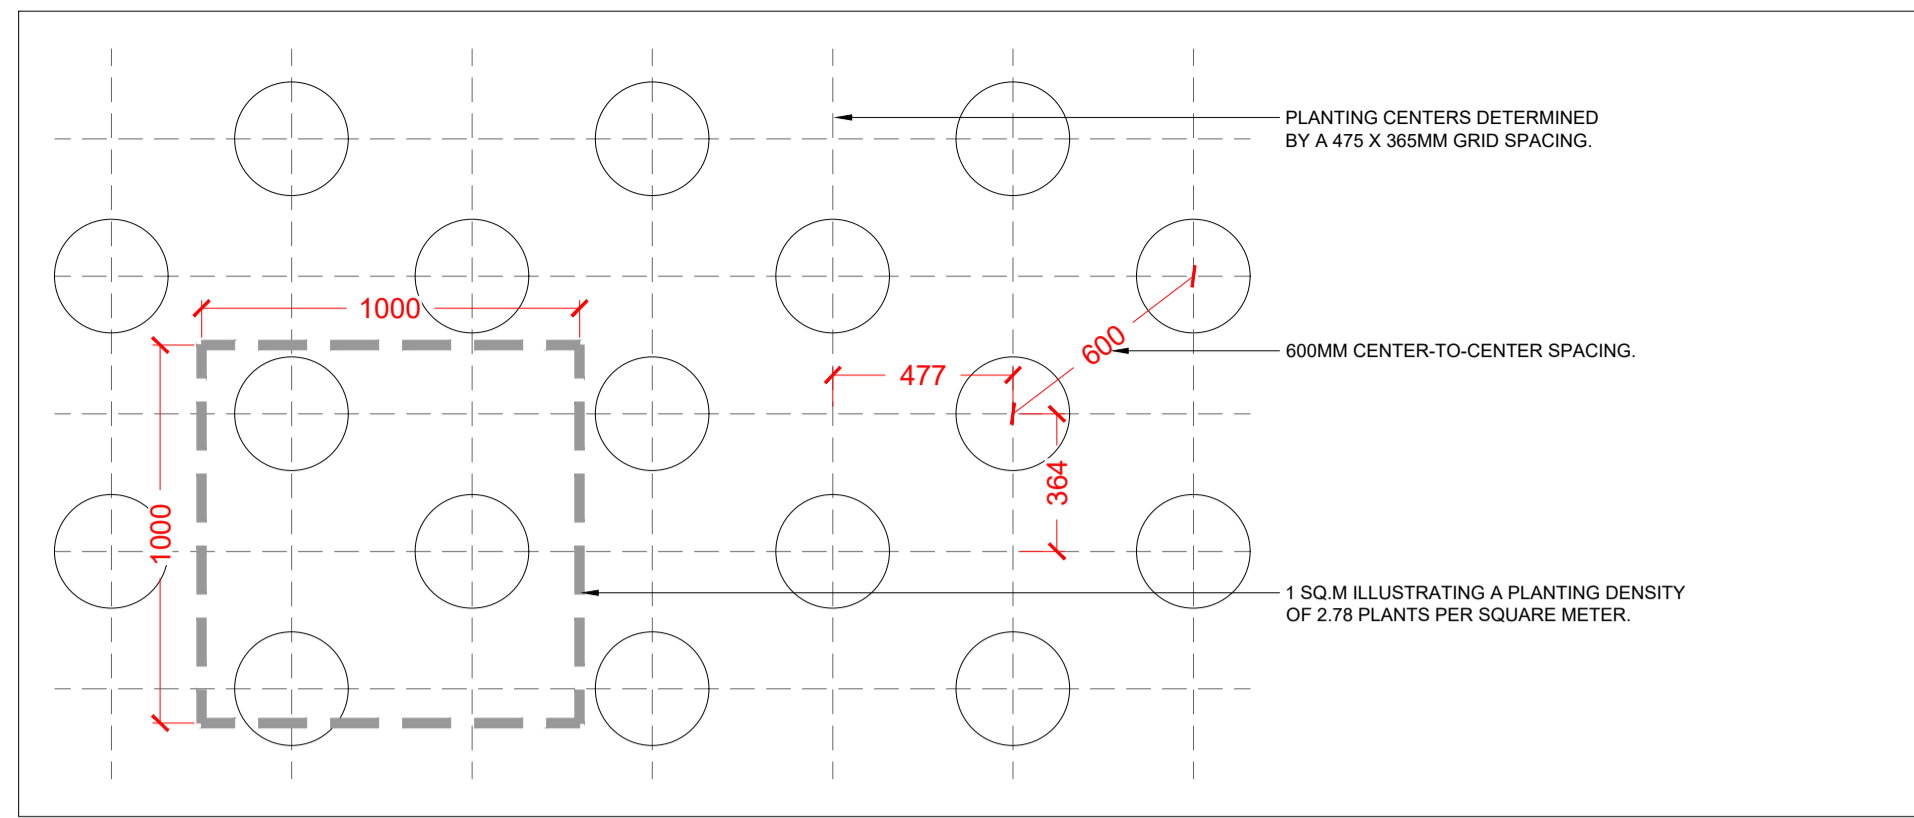 PLANTING CENTERS DETERMINED
BY A 475 X 365MM GRID SPACING.
1000
600
600MM CENTER-TO-CENTER SPACING.
477
364
1000
1 SQ.M ILLUSTRATING A PLANTING DENSITY
OF 2.78 PLANTS PER SQUARE METER.